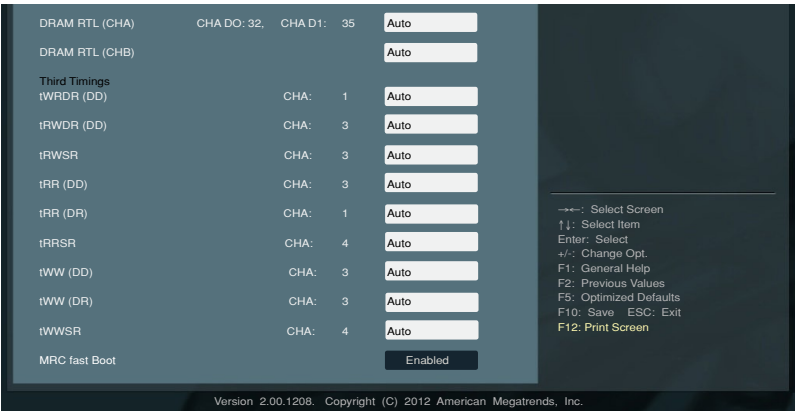 DRAM RTL (CHA) CHA DO: 32, CHA D1: 35 Auto
DRAM RTL (CHB) Auto
Third Timings
tWRDR (DD) CHA: 1 Auto
tRWDR (DD) CHA: 3 Auto
tRWSR CHA: 3 Auto
tRR (DD) CHA: 3 Auto
tRR (DR) CHA: 1 Auto
tRRSR CHA: 4 Auto
tWW (DD) CHA: 3 Auto
tWW (DR) CHA: 3 Auto
tWWSR CHA: 4 Auto
MRC fast Boot Enabled
→←: Select Screen
↑↓: Select Item
Enter: Select
+/-: Change Opt.
F1: General Help
F2: Previous Values
F5: Optimized Defaults
F10: Save ESC: Exit
F12: Print Screen
Version 2.00.1208. Copyright (C) 2012 American Megatrends, Inc.